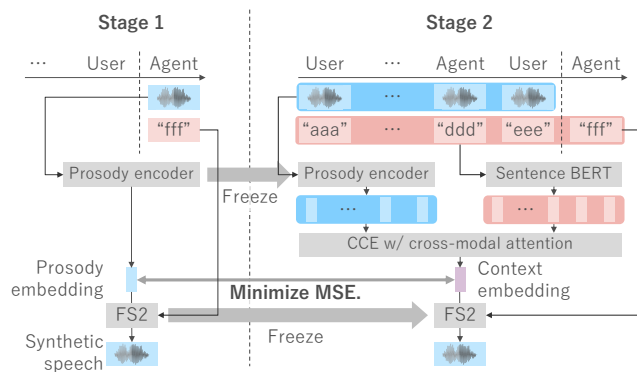 Stage 1
Stage 2
… User Agent
User … Agent User Agent
“fff”
“aaa” … “ddd” “eee” “fff”
Prosody encoder
Freeze
Prosody encoder
Sentence BERT
…
…
CCE w/ cross-modal attention
Prosody
embedding
Minimize MSE.
Context
embedding
FS2
Freeze
FS2
Synthetic
speech